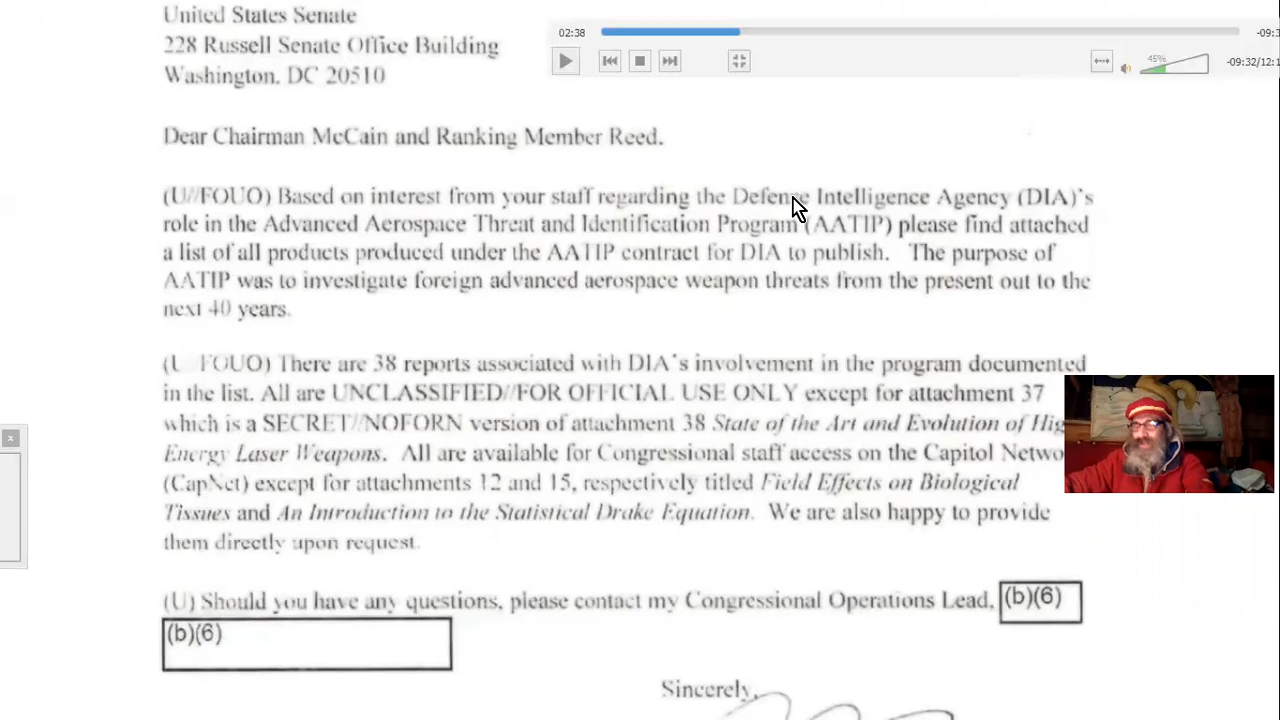 United States Senate
228 Russell Senate Office Building
Washington, DC 20510
02:38
-09:3
45%
-09:32/12:1
Dear Chairman McCain and Ranking Member Reed.
(U//FOUO) Based on interest from your staff regarding the Defense Intelligence Agency (DIA)'s
role in the Advanced Aerospace Threat and Identification Program (AATIP) please find attached
a list of all products produced under the AATIP contract for DIA to publish. The purpose of
AATIP was to investigate foreign advanced aerospace weapon threats from the present out to the
next 40 years.
(U FOUO) There are 38 reports associated with DIA's involvement in the program documented
in the list. All are UNCLASSIFIED//FOR OFFICIAL USE ONLY except for attachment 37
which is a SECRET//NOFORN version of attachment 38 State of the Art and Evolution of Hig
Energy Laser Weapons. All are available for Congressional staff access on the Capitol Netwo
(CapNet) except for attachments 12 and 15, respectively titled Field Effects on Biological
Tissues and An Introduction to the Statistical Drake Equation. We are also happy to provide
them directly upon request.
(U) Should you have any questions, please contact my Congressional Operations Lead, (b)(6)
(b)(6)
Sincerely,